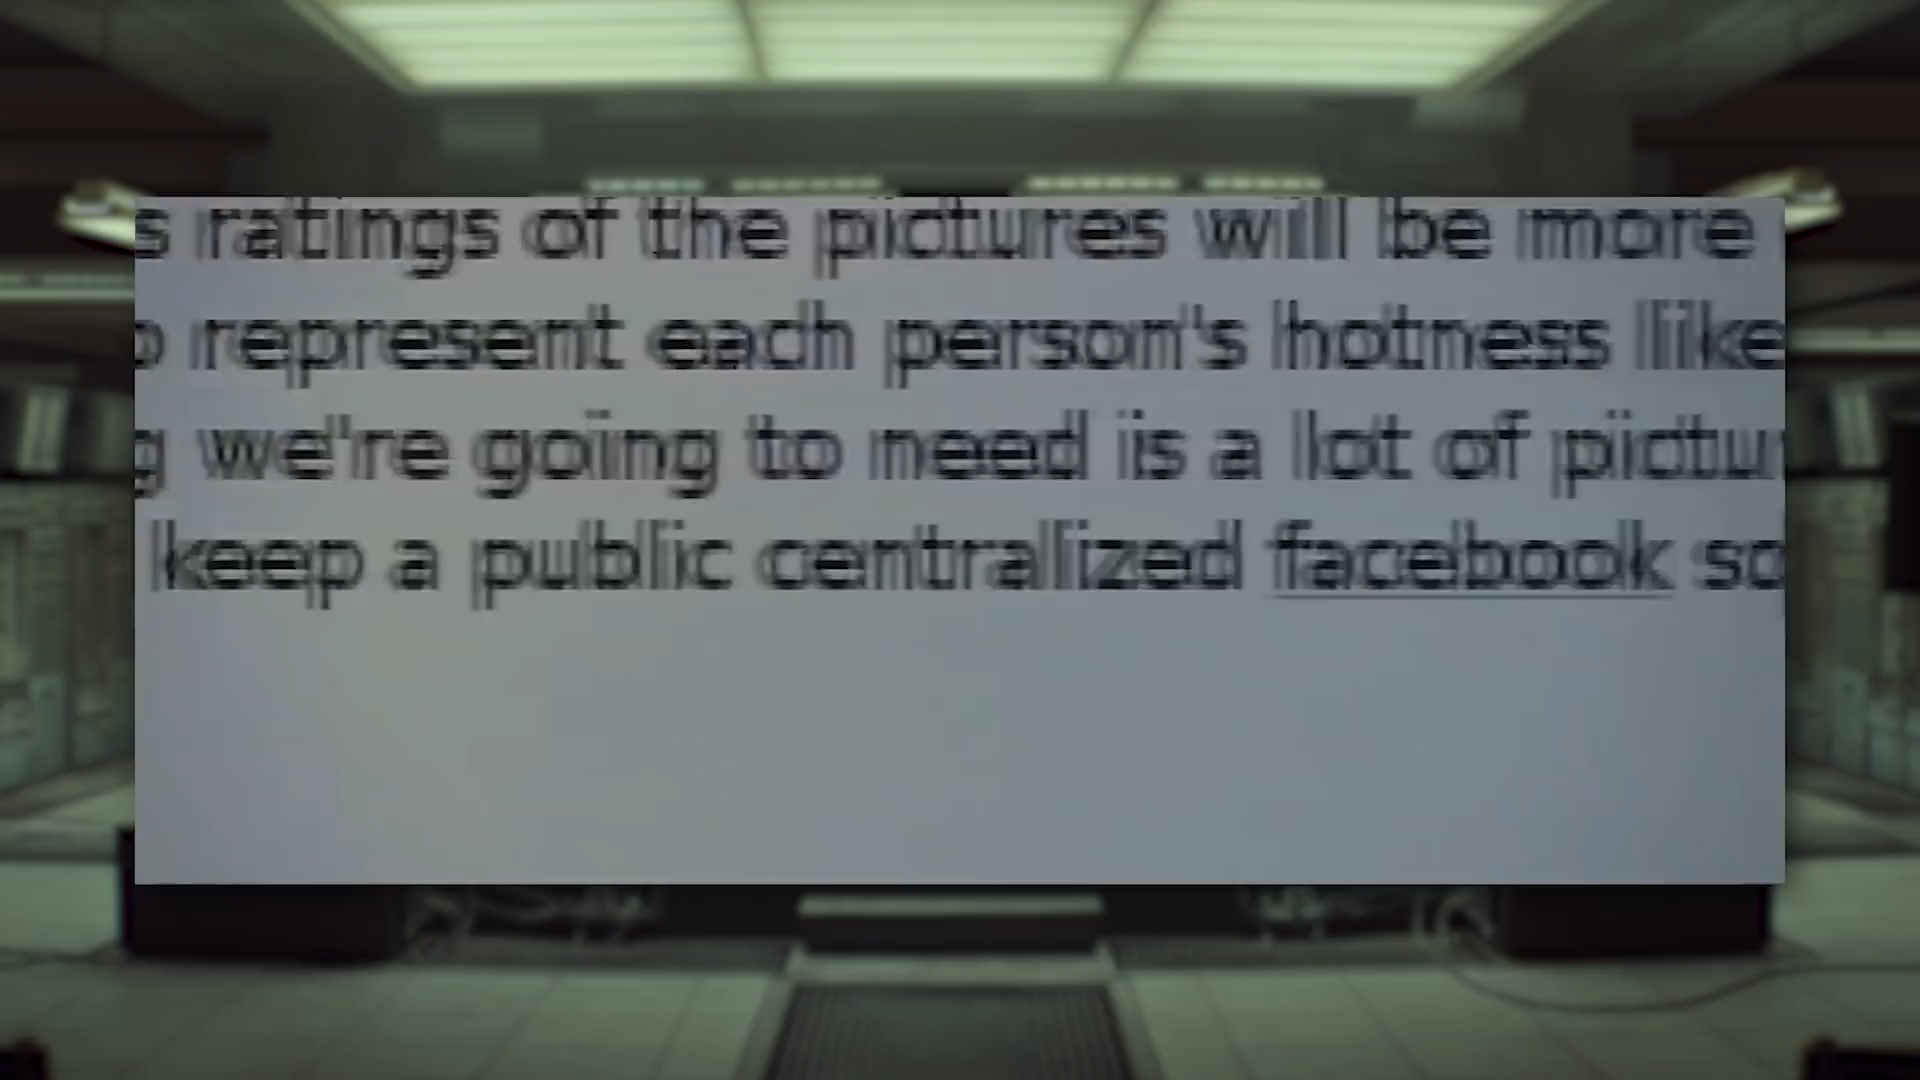 s ratings of the pictures will be more
o represent each person's hotness like
g we're going to need is a lot of pictur
keep a public centralized facebook so